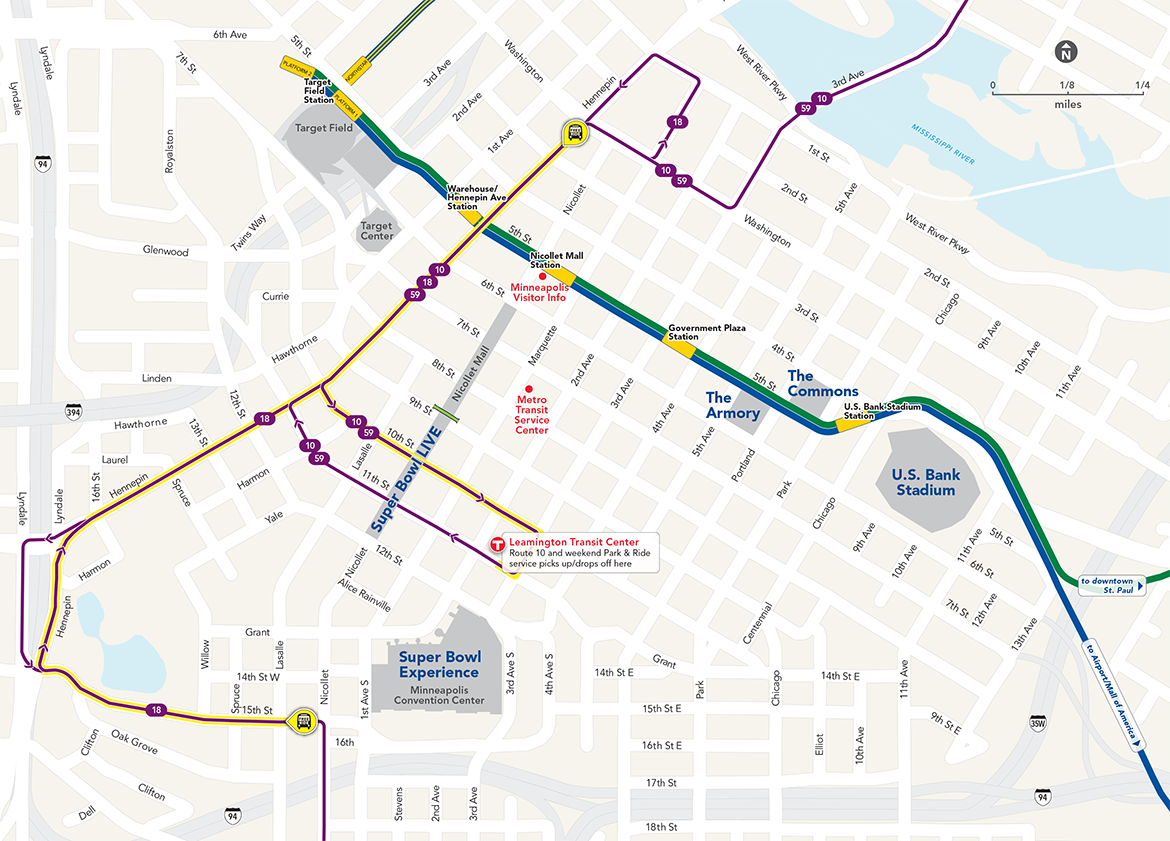 6th Ave
Lyndale
Lyndale
7th St
5th St
PLATFORM 2
NORTHSTAR
Target
Field
Station
PLATFORM 1
Target Field
3rd Ave
2nd Ave
1st Ave
Washington
Hennepin
West River Pkwy
3rd Ave
10
59
N
0
1/8
1/4
miles
MISSISSIPPI RIVER
94
Royalston
18
10
59
1st St
2nd St
5th Ave
West River Pkwy
Washington
Warehouse/
Hennepin Ave
Station
Nicollet
Target
Center
Twins Way
Glenwood
5th St
Nicollet Mall
Station
Minneapolis
Visitor Info
10
18
59
6th St
Currie
2nd St
Chicago
3rd St
9th Ave
10th Ave
11th Ave
Government Plaza
Station
4th St
5th St
7th St
Marquette
2nd Ave
Nicollet Mall
8th St
Hawthorne
Linden
12th St
394
Hawthorne
13th St
18
9th St
Metro
Transit
Service
Center
3rd Ave
4th Ave
The
Armory
The
Commons
U.S. Bank Stadium
Station
5th Ave
Portland
10
59
10th St
10
59
Lasalle
11th St
Super Bowl LIVE
Laurel
16th St
Hennepin
Spruce
Harmon
Yale
Lyndale
Lyndale
Park
Chicago
U.S. Bank
Stadium
9th Ave
10th Ave
11th Ave
5th St
6th St
7th St
12th Ave
13th Ave
Leamington Transit Center
Route 10 and weekend Park & Ride
service picks up/drops off here
Nicollet
12th St
Alice Rainville
Harmon
Hennepin
to downtown
St. Paul
to Airport/Mall of America
Grant
Willow
Lasalle
14th St W
Spruce
15th St
Nicollet
1st Ave S
18
16th
Super Bowl
Experience
Minneapolis
Convention Center
3rd Ave S
4th Ave S
Centennial
Grant
14th St E
Park
Chicago
14th St E
11th Ave
15th St E
16th St E
Elliot
10th Ave
9th St E
35W
Clifton
Oak Grove
Clifton
Dell
94
Stevens
2nd Ave
3rd Ave
17th St
18th St
94